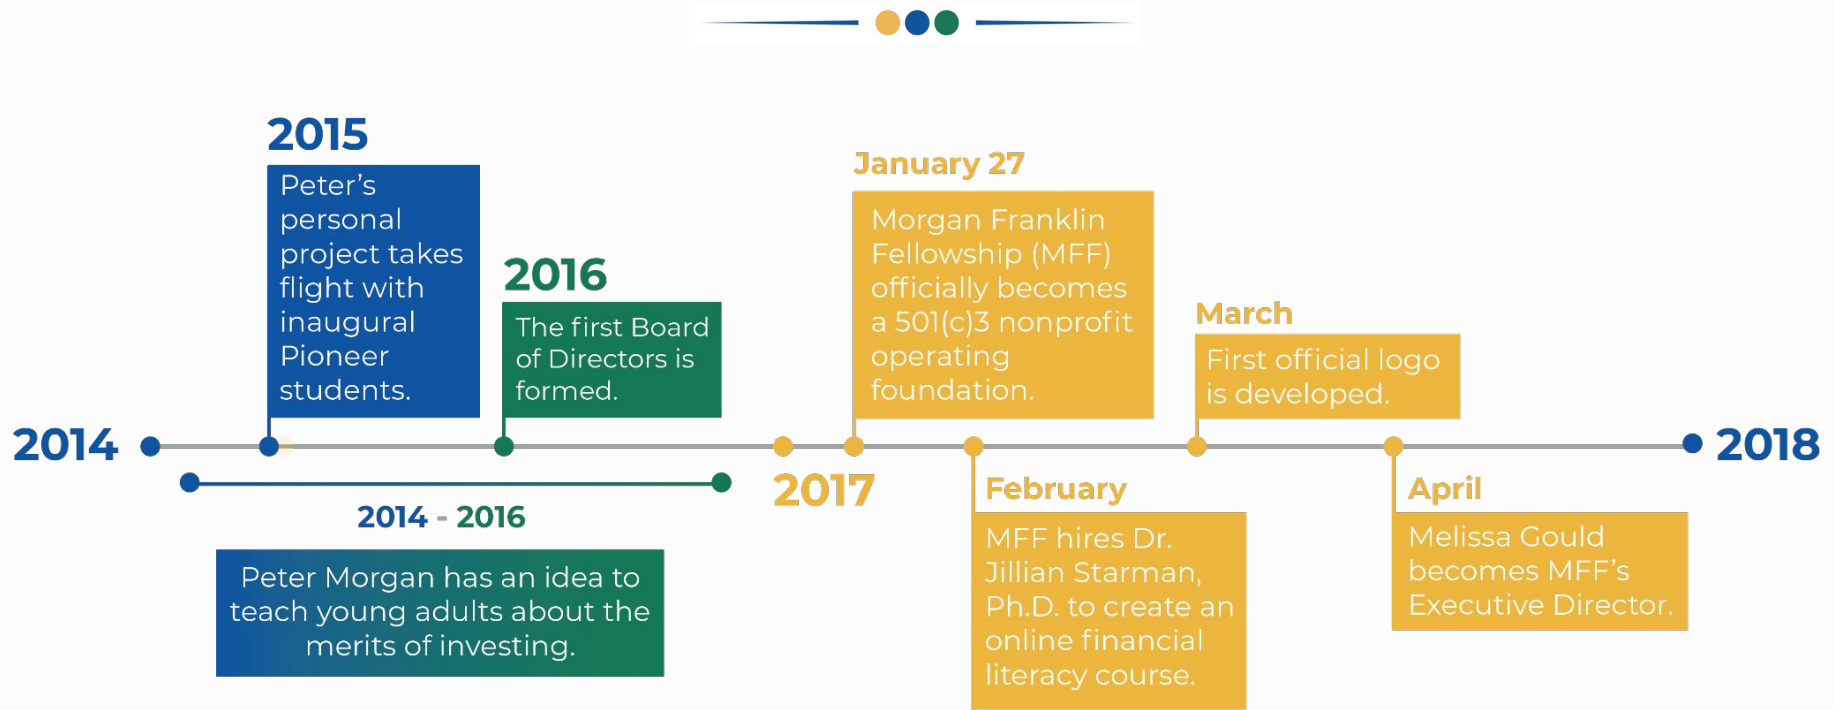 2015
Peter's
personal
project takes
flight with
inaugural
Pioneer
students.
2016
The first Board
of Directors is
formed.
January 27
Morgan Franklin
Fellowship (MFF)
officially becomes
a 501(c)3 nonprofit
operating
foundation.
March
First official logo
is developed.
2014
2018
2014 - 2016
Peter Morgan has an idea to
teach young adults about the
merits of investing.
2017
February
MFF hires Dr.
Jillian Starman,
Ph.D. to create an
online financial
literacy course.
April
Melissa Gould
becomes MFF's
Executive Director.